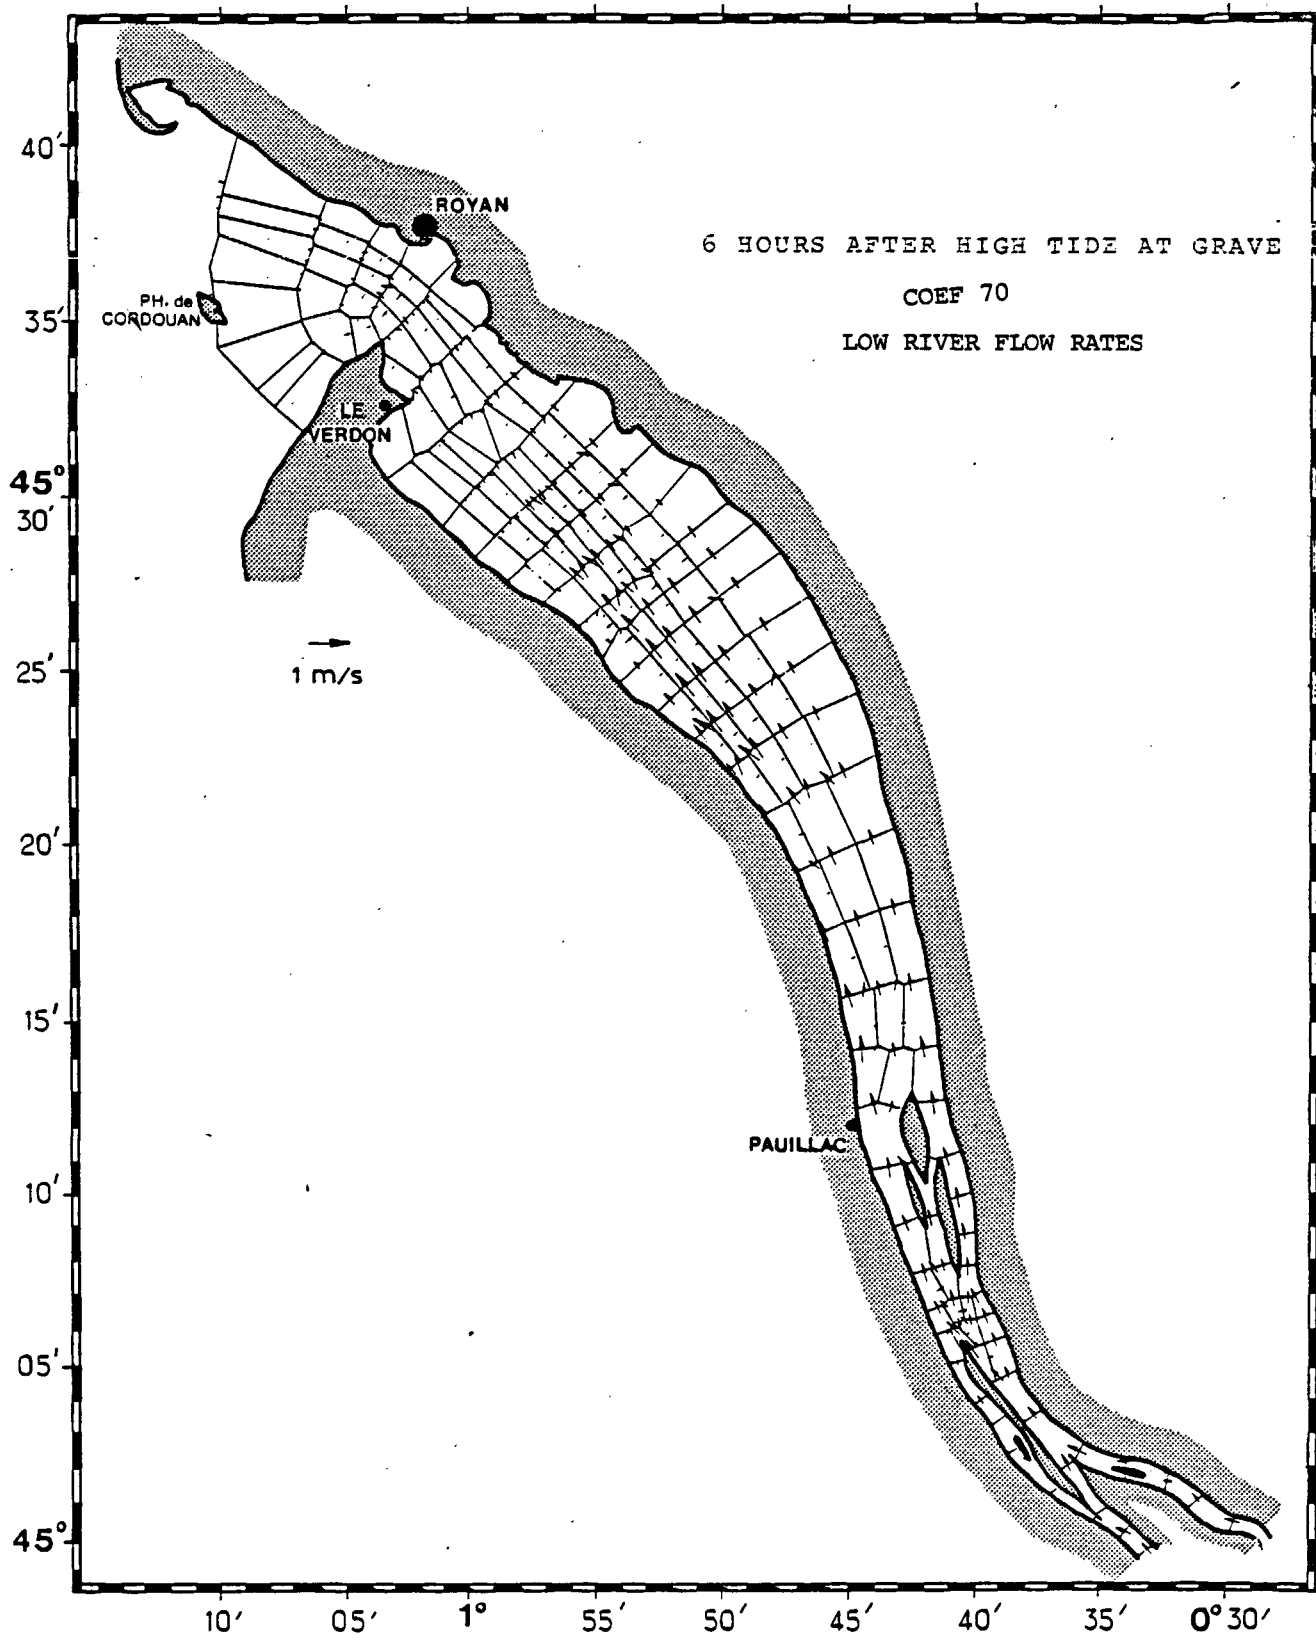 40′
ROYAN
6 HOURS AFTER HIGH TIDE AT GRAVE
COEF 70
LOW RIVER FLOW RATES
PH. de
CORDOUAN
35′
LE
VERDON
45°
30′
1 m/s
25′
20′
15′
PAUILLAC
10′
05′
45°
10′ 05′ 1° 55′ 50′ 45′ 40′ 35′ 0° 30′